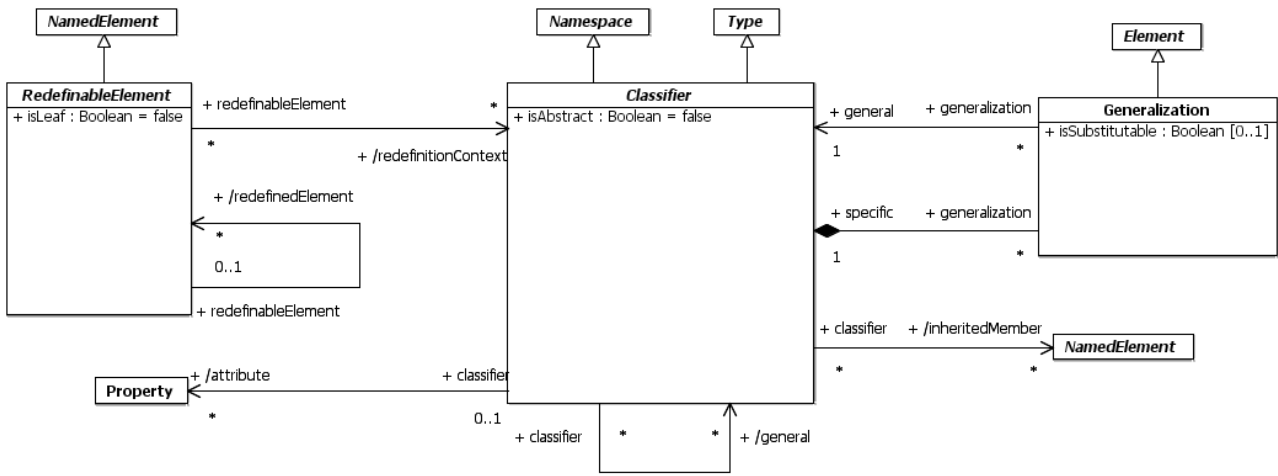 NamedElement
Namespace
Type
Element
RedefinableElement
+ isLeaf : Boolean = false
+ redefinableElement
*
*
+ /redefinitionContext
Classifier
+ isAbstract : Boolean = false
+ general
+ generalization
1
*
Generalization
+ isSubstitutable : Boolean [0..1]
+ /redefinedElement
*
0..1
+ redefinableElement
+ specific
+ generalization
1
*
+ classifier
+ /inheritedMember
*
*
NamedElement
Property
+ /attribute
+ classifier
*
0..1
+ classifier
*
*
+ /general